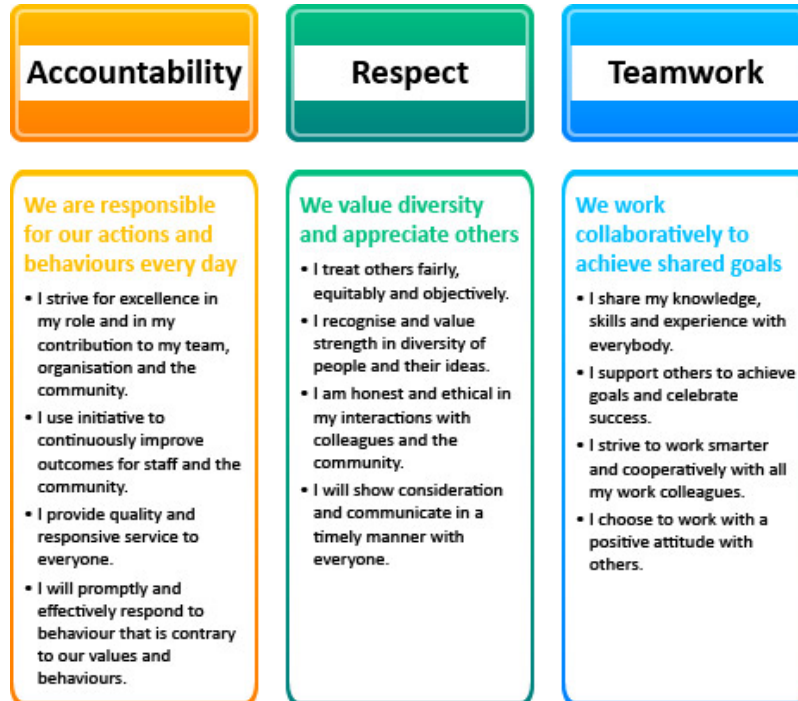 Accountability
Respect
Teamwork
We are responsible
for our actions and
behaviours every day
• I strive for excellence in
my role and in my
contribution to my team,
organisation and the
community.
• I use initiative to
continuously improve
outcomes for staff and the
community.
• I provide quality and
responsive service to
everyone.
• I will promptly and
effectively respond to
behaviour that is contrary
to our values and
behaviours.
We value diversity
and appreciate others
• I treat others fairly,
equitably and objectively.
• I recognise and value
strength in diversity of
people and their ideas.
• I am honest and ethical in
my interactions with
colleagues and the
community.
• I will show consideration
and communicate in a
timely manner with
everyone.
We work
collaboratively to
achieve shared goals
• I share my knowledge,
skills and experience with
everybody.
• I support others to achieve
goals and celebrate
success.
• I strive to work smarter
and cooperatively with all
my work colleagues.
• I choose to work with a
positive attitude with
others.